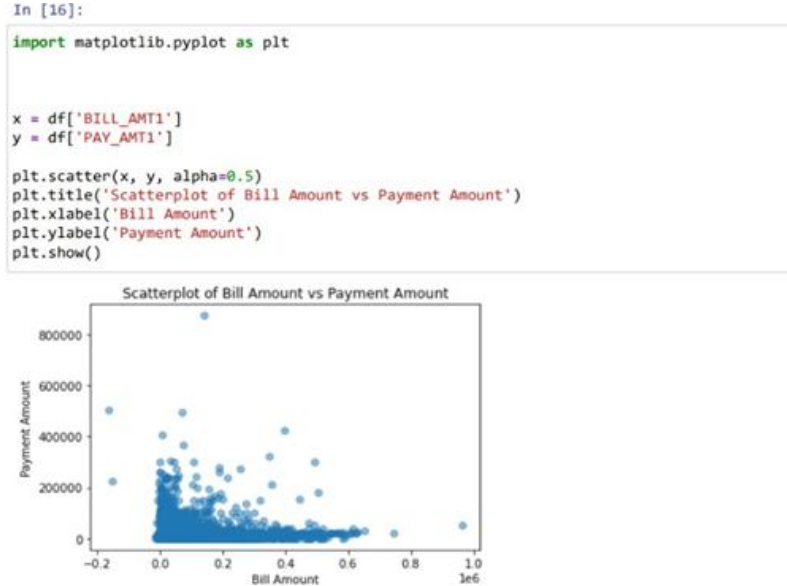 In [16]:
import matplotlib.pyplot as plt
x = df['BILL_AMT1']
y = df['PAY_AMT1']
plt.scatter(x, y, alpha=0.5)
plt.title('Scatterplot of Bill Amount vs Payment Amount')
plt.xlabel('Bill Amount')
plt.ylabel('Payment Amount')
plt.show()
Scatterplot of Bill Amount vs Payment Amount
800000
600000
400000
200000
0
Payment Amount
−0.2 0.0 0.2 0.4 0.6 0.8 1.0
Bill Amount 1e6